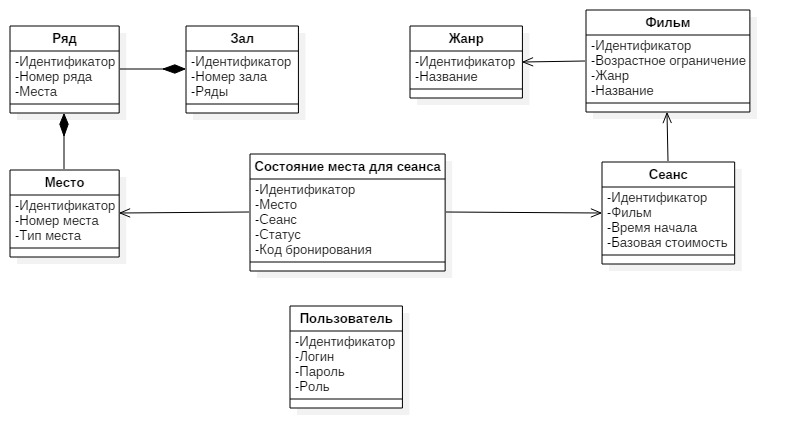 Ряд
-Идентификатор
-Номер ряда
-Места
Зал
-Идентификатор
-Номер зала
-Ряды
Жанр
-Идентификатор
-Название
Фильм
-Идентификатор
-Возрастное ограничение
-Жанр
-Название
Место
-Идентификатор
-Номер места
-Тип места
Состояние места для сеанса
-Идентификатор
-Место
-Сеанс
-Статус
-Код бронирования
Сеанс
-Идентификатор
-Фильм
-Время начала
-Базовая стоимость
Пользователь
-Идентификатор
-Логин
-Пароль
-Роль